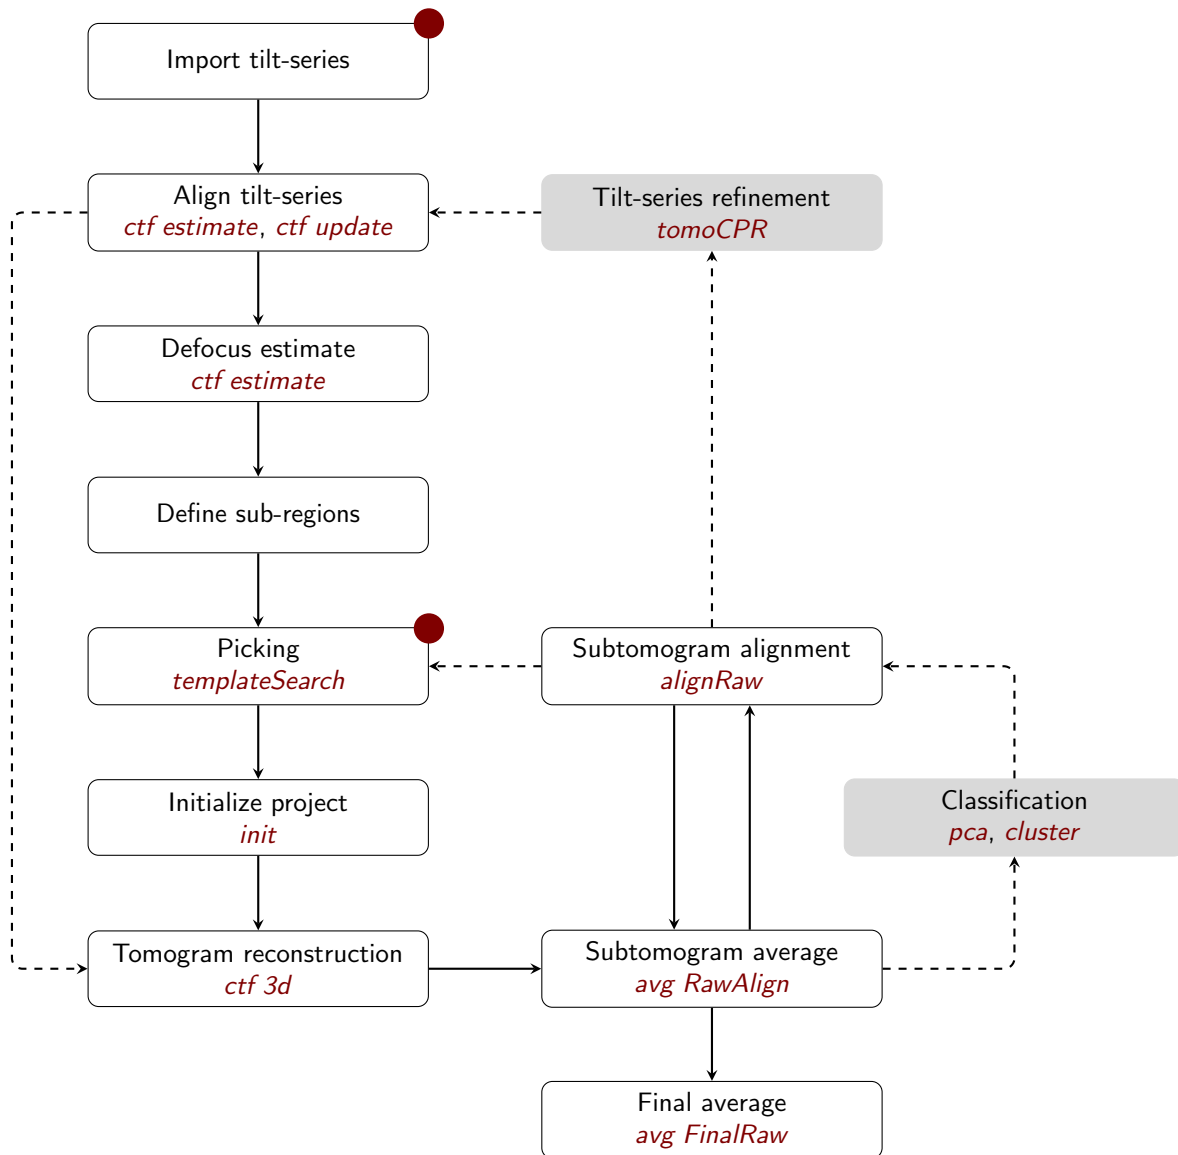 Import tilt-series
Align tilt-series
ctf estimate, ctf update
Tilt-series refinement
tomoCPR
Defocus estimate
ctf estimate
Define sub-regions
Picking
templateSearch
Subtomogram alignment
alignRaw
Initialize project
init
Classification
pca, cluster
Tomogram reconstruction
ctf 3d
Subtomogram average
avg RawAlign
Final average
avg FinalRaw